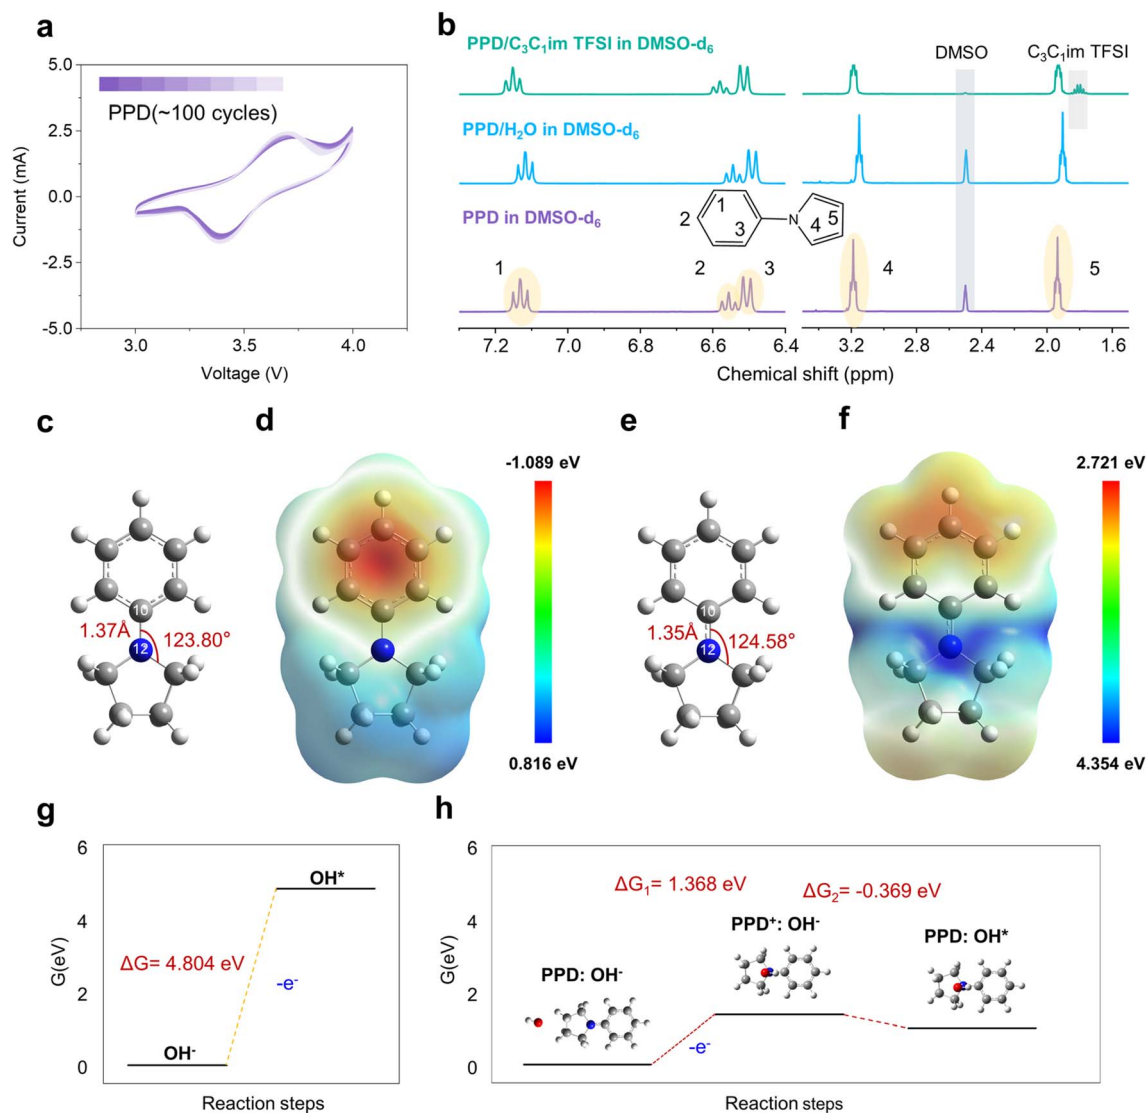 a
5.0
2.5
0.0
-2.5
-5.0
Current (mA)
PPD(~100 cycles)
3.0
3.5
4.0
Voltage (V)
b
PPD/C₃C₁im TFSI in DMSO-d₆
DMSO
C₃C₁im TFSI
PPD/H₂O in DMSO-d₆
PPD in DMSO-d₆
1
2
3
N
4
5
1
2
3
4
5
7.2
7.0
6.8
6.6
6.4
3.2
2.8
2.4
2.0
1.6
Chemical shift (ppm)
c
10
1.37Å
12
123.80°
d
-1.089 eV
0.816 eV
e
10
1.35Å
12
124.58°
f
2.721 eV
4.354 eV
g
6
4
2
0
G(eV)
OH*
ΔG= 4.804 eV
-e⁻
OH⁻
Reaction steps
h
6
4
2
0
G(eV)
ΔG₁= 1.368 eV
ΔG₂= -0.369 eV
PPD⁺: OH⁻
PPD: OH⁻
PPD: OH*
-e⁻
Reaction steps